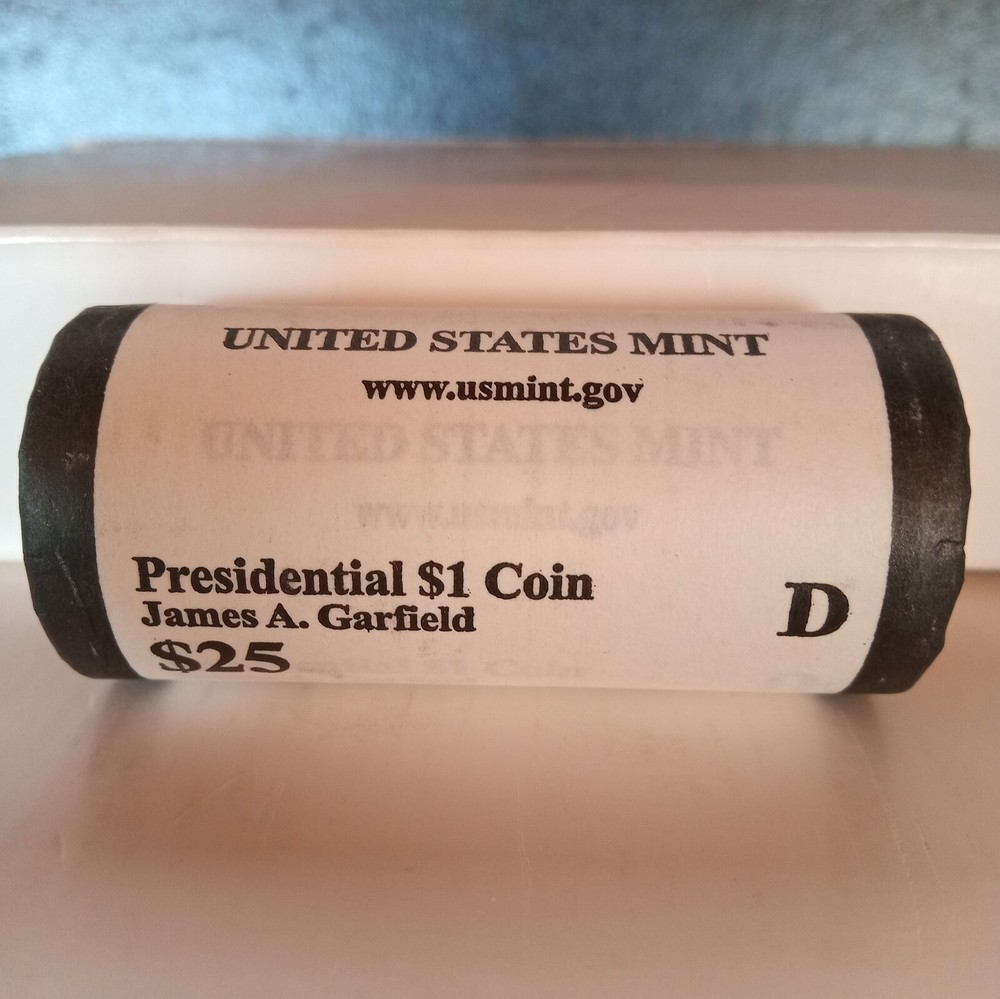 UNITED STATES MINT
www.usmint.gov
UNITED STATES MINT
www.usmint.gov
Presidential $1 Coin
James A. Garfield
$25
D